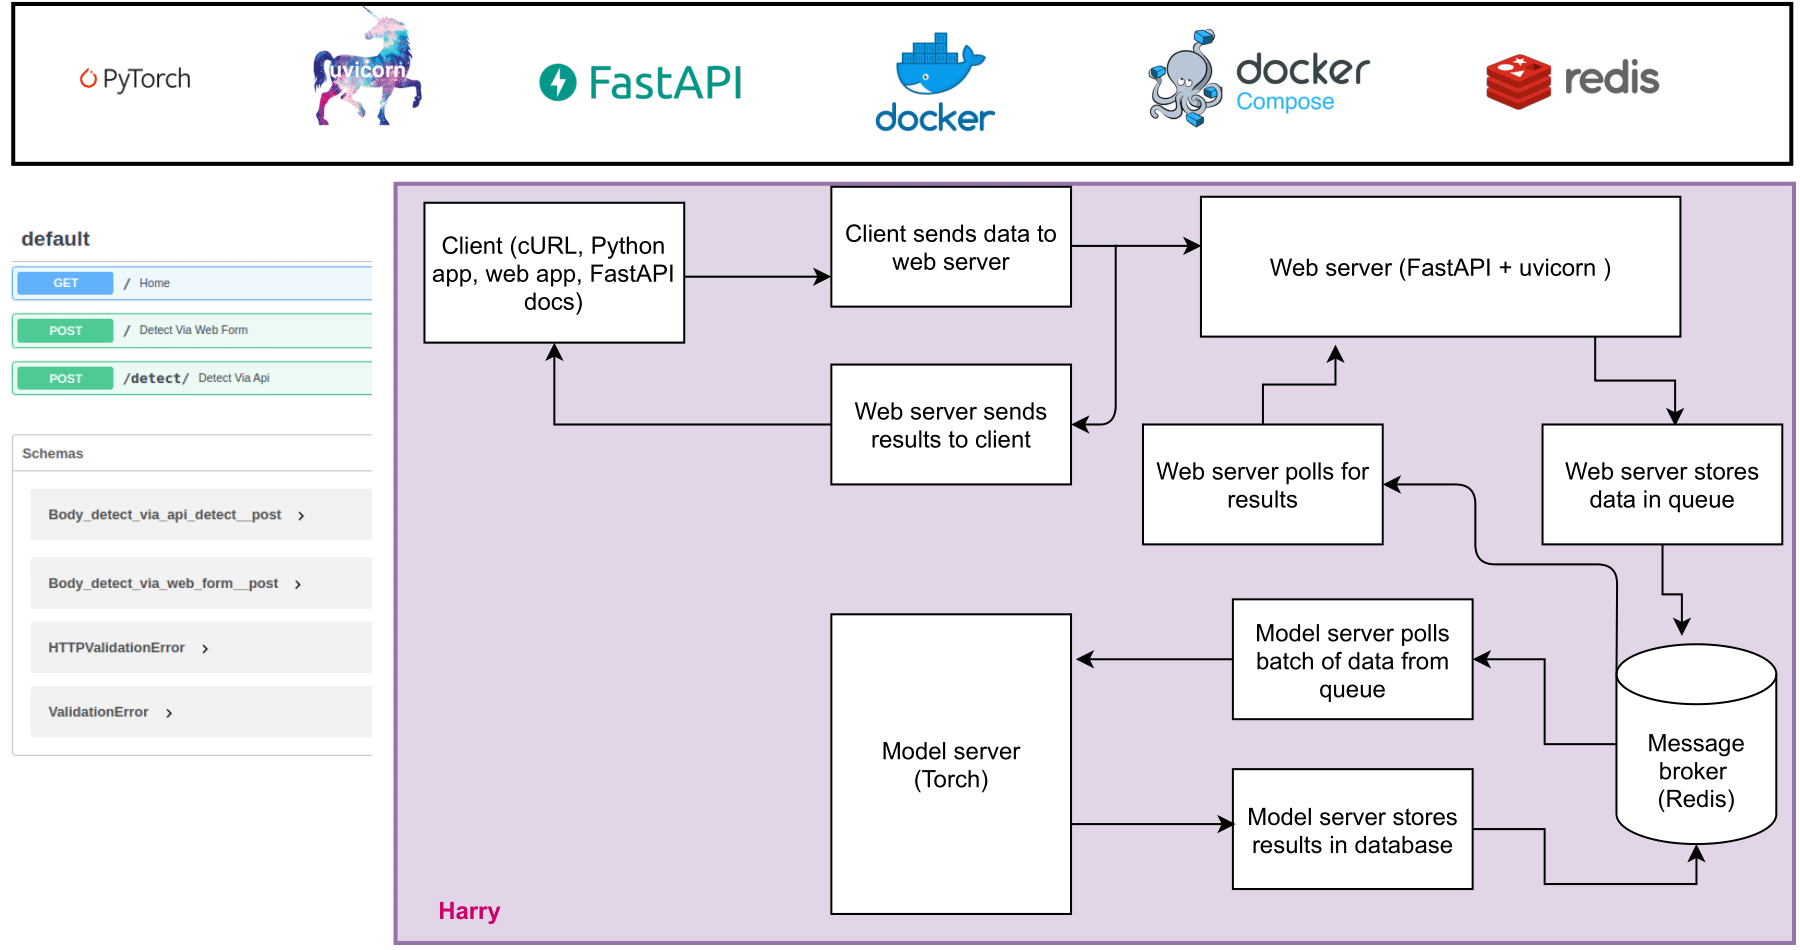 PyTorch
uvicorn
FastAPI
docker
docker
Compose
redis
default
GET / Home
POST / Detect Via Web Form
POST /detect/ Detect Via Api
Schemas
Body_detect_via_api_detect__post
Body_detect_via_web_form__post
HTTPValidationError
ValidationError
Client (cURL, Python
app, web app, FastAPI
docs)
Client sends data to
web server
Web server (FastAPI + uvicorn )
Web server sends
results to client
Web server polls for
results
Web server stores
data in queue
Model server polls
batch of data from
queue
Model server
(Torch)
Message
broker
(Redis)
Model server stores
results in database
Harry